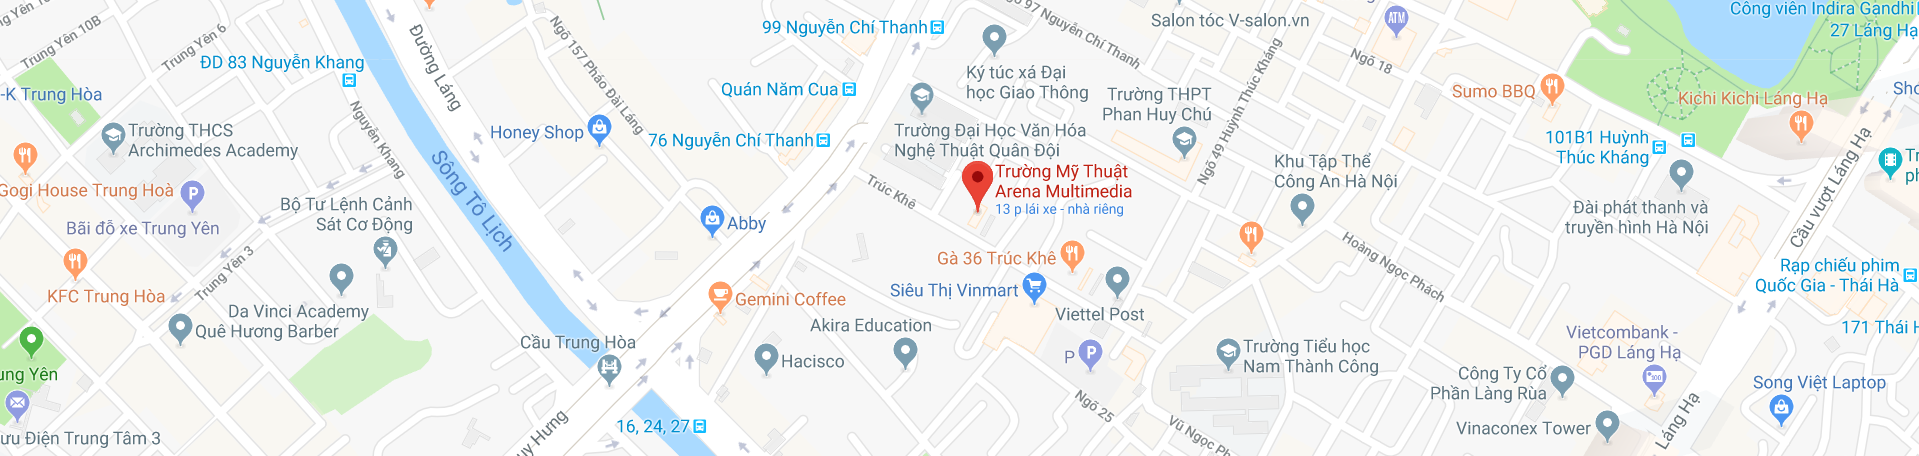 Trung Yên 10B
Trung Yên 6
ĐD 83 Nguyễn Khang
Đường Láng
Ngõ 157 Pháo Đài Láng
99 Nguyễn Chí Thanh
Ngõ 97 Nguyễn Chí Thanh
Ký túc xá Đại
học Giao Thông
Salon tóc V-salon.vn
ATM
Ngõ 18
Công viên Indira Gandhi
27 Láng Hạ
-K Trung Hòa
Quán Năm Cua
Trường THPT
Phan Huy Chú
Ngõ 49 Huỳnh Thúc Kháng
Sumo BBQ
Kichi Kichi Láng Hạ
Trường THCS
Archimedes Academy
Nguyên Khang
Honey Shop
76 Nguyễn Chí Thanh
Trường Đại Học Văn Hóa
Nghệ Thuật Quân Đội
101B1 Huỳnh
Thúc Kháng
Khu Tập Thể
Công An Hà Nội
Gogi House Trung Hoà
P
Bãi đỗ xe Trung Yên
Bộ Tư Lệnh Cảnh
Sát Cơ Động
Sông Tô Lịch
Abby
Trúc Khê
Trường Mỹ Thuật
Arena Multimedia
13 p lái xe - nhà riêng
Đài phát thanh và
truyền hình Hà Nội
Cầu vượt Láng Hạ
KFC Trung Hòa
Trung Yên 3
Da Vinci Academy
Quê Hương Barber
Gemini Coffee
Gà 36 Trúc Khê
Siêu Thị Vinmart
Viettel Post
Hoàng Ngọc Phách
Rạp chiếu phim
Quốc Gia - Thái Hà
171 Thái H
Cầu Trung Hòa
Akira Education
Hacisco
P
Trường Tiểu học
Nam Thành Công
Vietcombank -
PGD Láng Hạ
Công Ty Cổ
Phần Làng Rùa
Song Việt Laptop
ung Yên
ưu Điện Trung Tâm 3
uy Hưng
16, 24, 27
Ngõ 25
Vũ Ngọc Ph
Vinaconex Tower
Láng Hạ